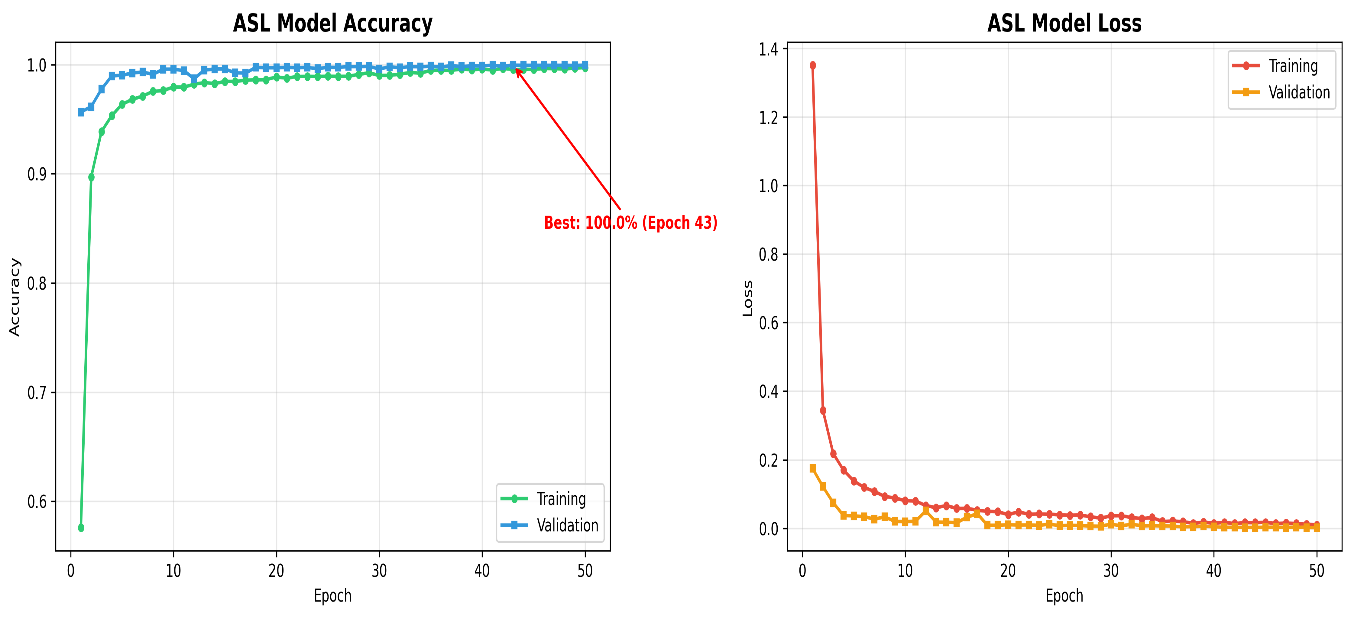 ASL Model Accuracy
1.0
0.9
0.8
0.7
0.6
Accuracy
0 10 20 30 40 50
Epoch
Best: 100.0% (Epoch 43)
Training
Validation
ASL Model Loss
1.4
1.2
1.0
0.8
0.6
0.4
0.2
0.0
Loss
0 10 20 30 40 50
Epoch
Training
Validation